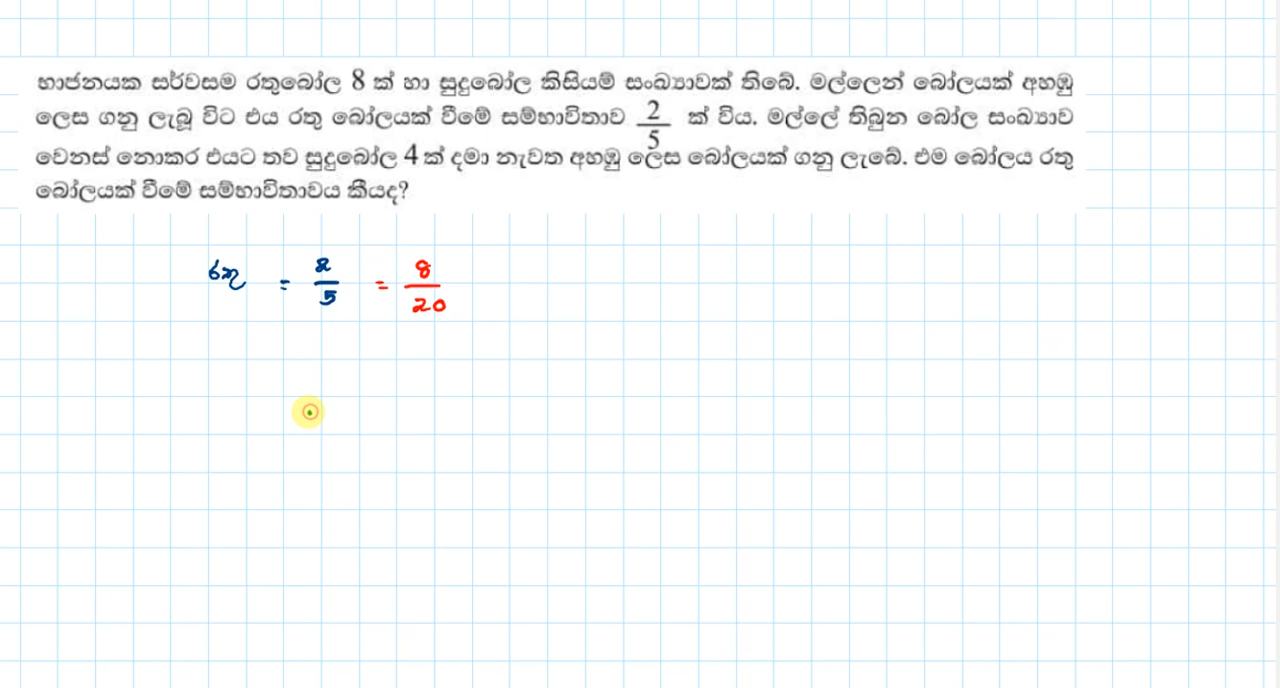 භාජනයක සර්වසම රතුබෝල 8 ක් හා සුදුබෝල කිසියම් සංඛ්‍යාවක් තිබේ. මල්ලෙන් බෝලයක් අහඹු
ලෙස ගනු ලැබූ විට එය රතු බෝලයක් වීමේ සම්භාවිතාව 2/5 ක් විය. මල්ලේ තිබුන බෝල සංඛ්‍යාව
වෙනස් නොකර එයට තව සුදුබෝල 4 ක් දමා නැවත අහඹු ලෙස බෝලයක් ගනු ලැබේ. එම බෝලය රතු
බෝලයක් වීමේ සම්භාවිතාවය කීයද?
රතු = 2/5 = 8/20